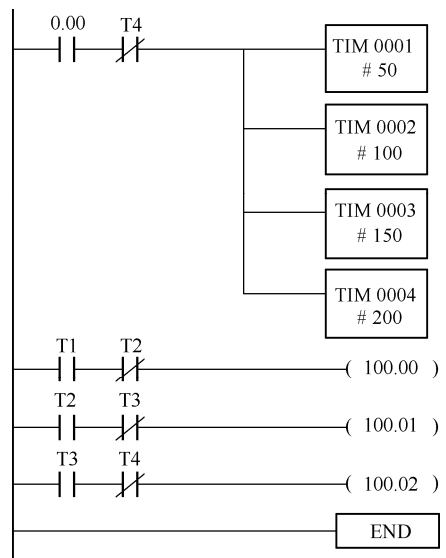 0.00 T4
TIM 0001
# 50
TIM 0002
# 100
TIM 0003
# 150
TIM 0004
# 200
T1 T2
( 100.00 )
T2 T3
( 100.01 )
T3 T4
( 100.02 )
END